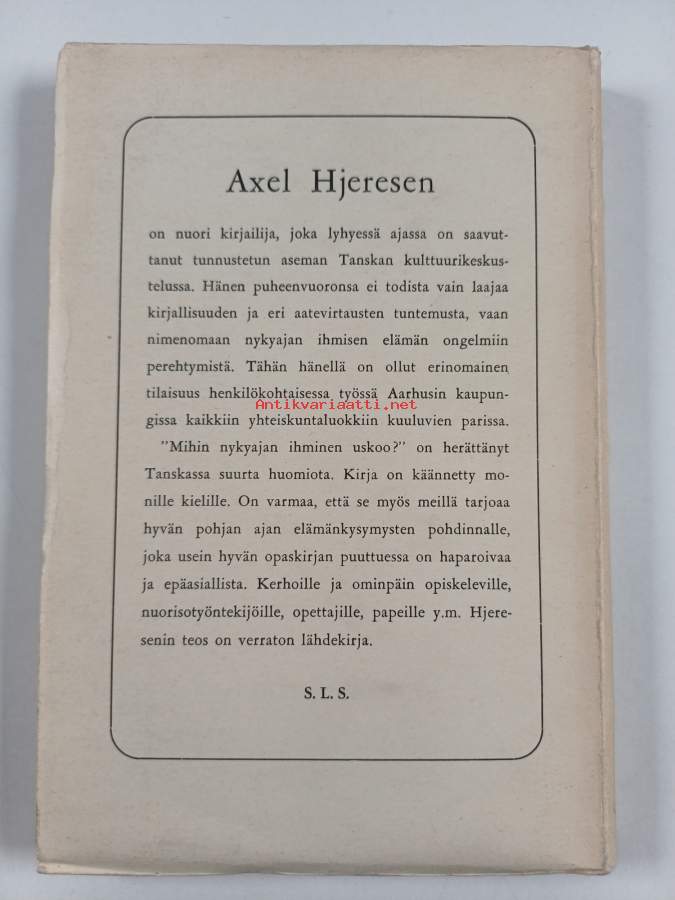 Axel Hjeresen
on nuori kirjailija, joka lyhyessä ajassa on saavut-
tanut tunnustetun aseman Tanskan kulttuurikeskus-
telussa. Hänen puheenvuoronsa ei todista vain laajaa
kirjallisuuden ja eri aatevirtausten tuntemusta, vaan
nimenomaan nykyajan ihmisen elämän ongelmiin
perehtymistä. Tähän hänellä on ollut erinomainen
tilaisuus henkilökohtaisessa työssä Aarhusin kaupun-
Antikvariaatti.net
gissa kaikkiin yhteiskuntaluokkiin kuuluvien parissa.
"Mihin nykyajan ihminen uskoo?" on herättänyt
Tanskassa suurta huomiota. Kirja on käännetty mo-
nille kielille. On varmaa, että se myös meillä tarjoaa
hyvän pohjan ajan elämänkysymysten pohdinnalle,
joka usein hyvän opaskirjan puuttuessa on haparoivaa
ja epäasiallista. Kerhoille ja ominpäin opiskeleville,
nuorisotyöntekijöille, opettajille, papeille y.m. Hjere-
senin teos on verraton lähdekirja.
S. L. S.